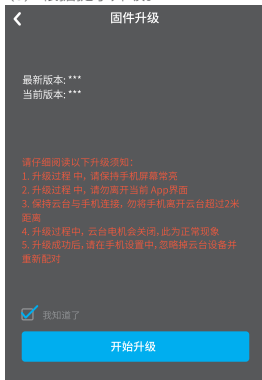 固件升级
最新版本: ***
当前版本: ***
请仔细阅读以下升级须知:
1. 升级过程 中, 请保持手机屏幕常亮
2. 升级过程 中, 请勿离开当前 App界面
3. 保持云台与手机连接, 勿将手机离开云台超过2米
距离
4. 升级过程中, 云台电机会关闭, 此为正常现象
5. 升级成功后, 请在手机设置中, 忽略掉云台设备并
重新配对
我知道了
开始升级